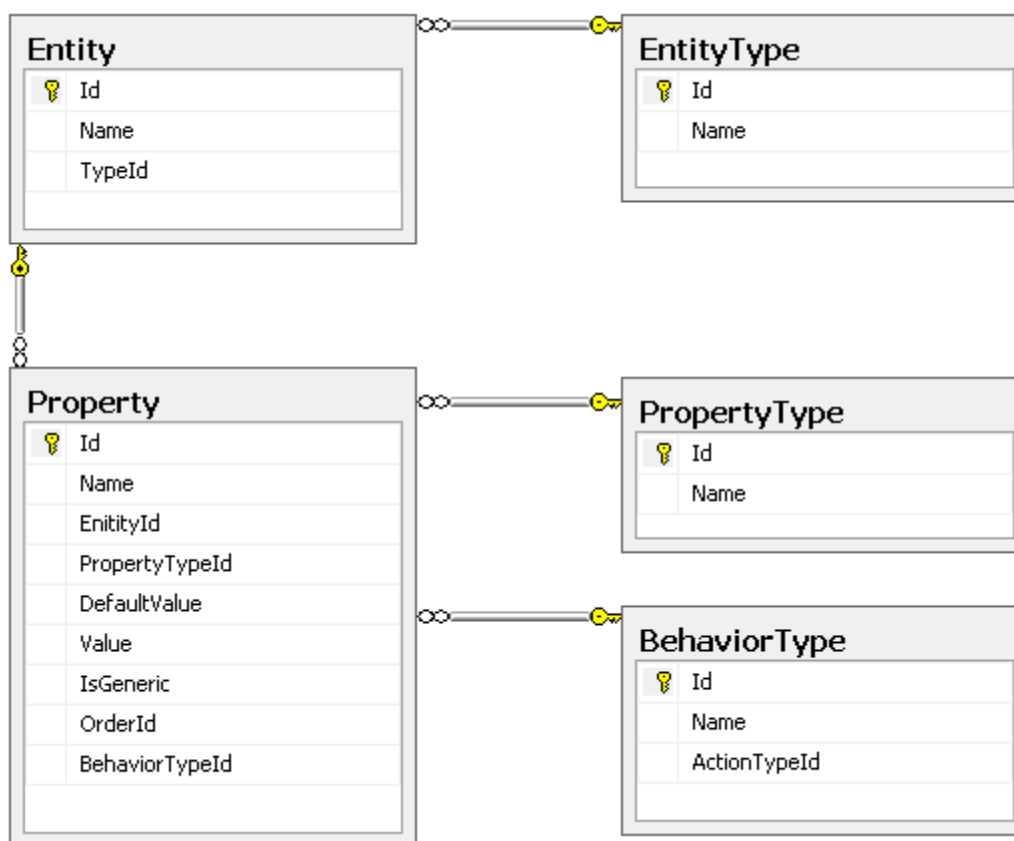 Entity
Id
Name
TypeId
EntityType
Id
Name
Property
Id
Name
EnitityId
PropertyTypeId
DefaultValue
Value
IsGeneric
OrderId
BehaviorTypeId
PropertyType
Id
Name
BehaviorType
Id
Name
ActionTypeId